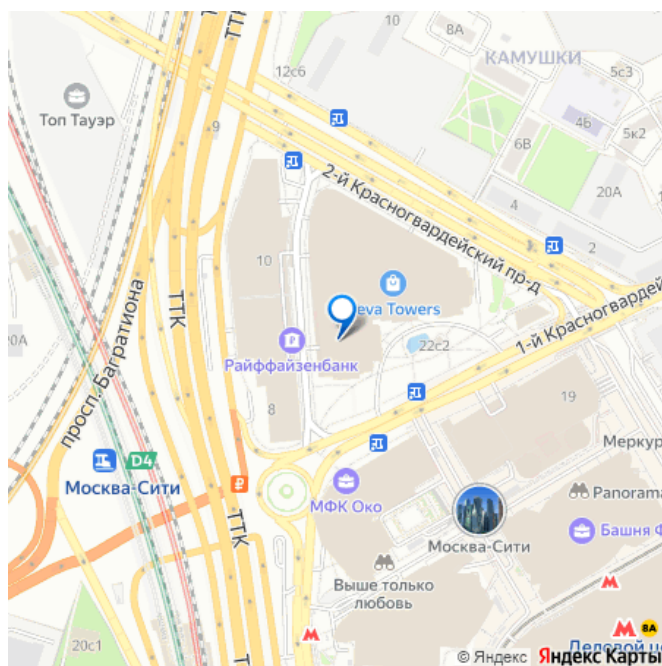 ТТК
10
8А
КАМУШКИ
5с3
12с6
Топ Тауэр
9
4Б
5к2
6В
20А
2-й Красногвардейский пр-д
4
2
10
eva Towers
1-й Красногвардей
ТТК
просп. Багратиона
20А
Райффайзенбанк
22с2
8
19
D4
Москва-Сити
₽
МФК Око
Меркур
Panorama
ТТК
Москва-Сити
Башня Ф
Выше только
любовь
20с1
8А
Деловой це
© Яндекс Яндекс Карты
ТТК